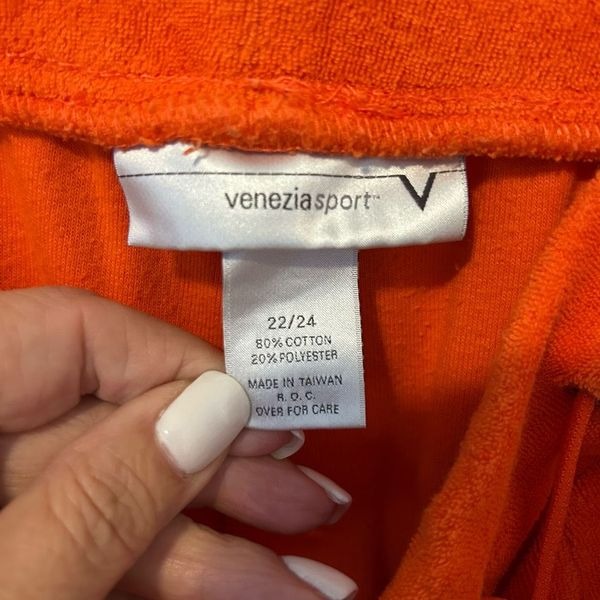 veneziasport™ V
22/24
80% COTTON
20% POLYESTER
MADE IN TAIWAN
R. O. C.
OVER FOR CARE